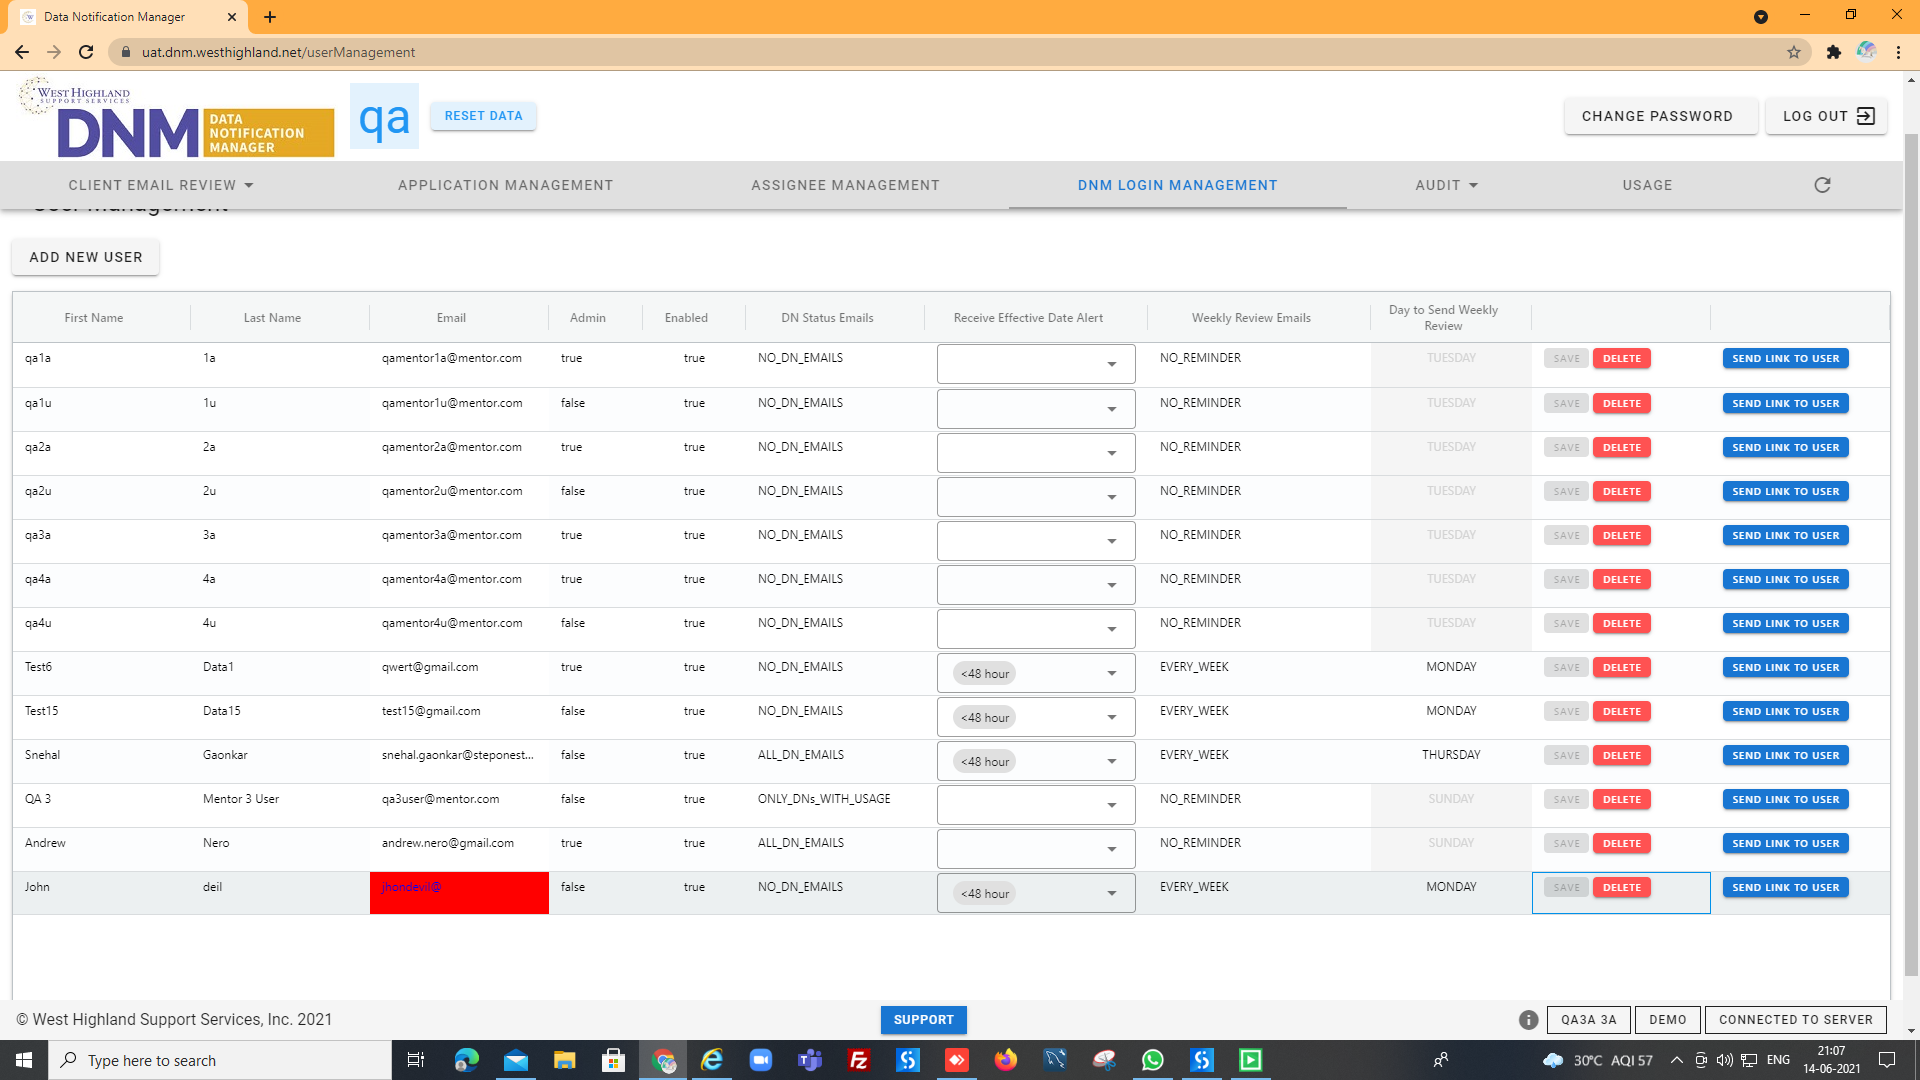 Data Notification Manager
uat.dnm.westhighland.net/userManagement
WEST HIGHLAND
SUPPORT SERVICES
DNM DATA NOTIFICATION MANAGER
qa
RESET DATA
CHANGE PASSWORD
LOG OUT
CLIENT EMAIL REVIEW APPLICATION MANAGEMENT ASSIGNEE MANAGEMENT DNM LOGIN MANAGEMENT AUDIT USAGE
User Management
ADD NEW USER
First Name Last Name Email Admin Enabled DN Status Emails Receive Effective Date Alert Weekly Review Emails Day to Send Weekly Review
qa1a 1a qamentor1a@mentor.com true true NO_DN_EMAILS NO_REMINDER TUESDAY SAVE DELETE SEND LINK TO USER
qa1u 1u qamentor1u@mentor.com false true NO_DN_EMAILS NO_REMINDER TUESDAY SAVE DELETE SEND LINK TO USER
qa2a 2a qamentor2a@mentor.com true true NO_DN_EMAILS NO_REMINDER TUESDAY SAVE DELETE SEND LINK TO USER
qa2u 2u qamentor2u@mentor.com false true NO_DN_EMAILS NO_REMINDER TUESDAY SAVE DELETE SEND LINK TO USER
qa3a 3a qamentor3a@mentor.com true true NO_DN_EMAILS NO_REMINDER TUESDAY SAVE DELETE SEND LINK TO USER
qa4a 4a qamentor4a@mentor.com true true NO_DN_EMAILS NO_REMINDER TUESDAY SAVE DELETE SEND LINK TO USER
qa4u 4u qamentor4u@mentor.com false true NO_DN_EMAILS NO_REMINDER TUESDAY SAVE DELETE SEND LINK TO USER
Test6 Data1 qwert@gmail.com true true NO_DN_EMAILS <48 hour EVERY_WEEK MONDAY SAVE DELETE SEND LINK TO USER
Test15 Data15 test15@gmail.com false true NO_DN_EMAILS <48 hour EVERY_WEEK MONDAY SAVE DELETE SEND LINK TO USER
Snehal Gaonkar snehal.gaonkar@steponest... false true ALL_DN_EMAILS <48 hour EVERY_WEEK THURSDAY SAVE DELETE SEND LINK TO USER
QA 3 Mentor 3 User qa3user@mentor.com false true ONLY_DNs_WITH_USAGE NO_REMINDER SUNDAY SAVE DELETE SEND LINK TO USER
Andrew Nero andrew.nero@gmail.com true true ALL_DN_EMAILS NO_REMINDER SUNDAY SAVE DELETE SEND LINK TO USER
John deil jhondevil@ false true NO_DN_EMAILS <48 hour EVERY_WEEK MONDAY SAVE DELETE SEND LINK TO USER
© West Highland Support Services, Inc. 2021 SUPPORT QA3A 3A DEMO CONNECTED TO SERVER
Type here to search 30°C AQI 57 ENG 21:07
14-06-2021